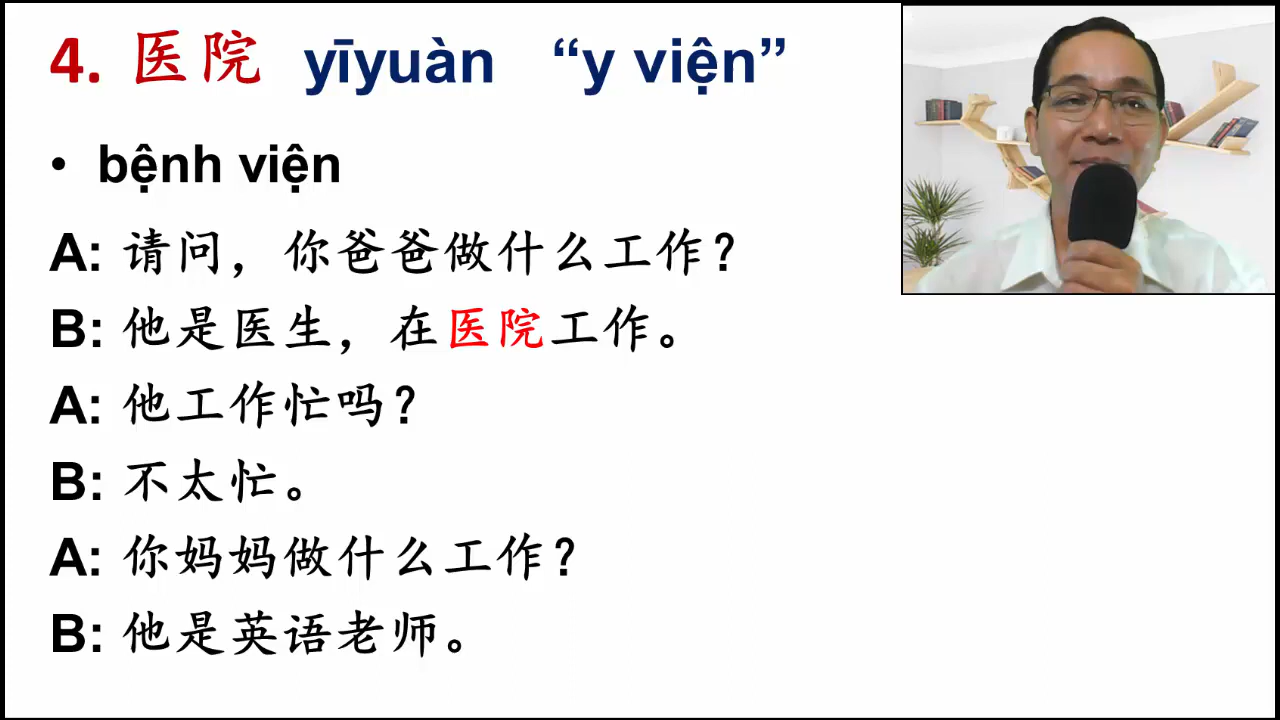 4. 医院 yīyuàn “y viện”
• bệnh viện
A: 请问，你爸爸做什么工作？
B: 他是医生，在医院工作。
A: 他工作忙吗？
B: 不太忙。
A: 你妈妈做什么工作？
B: 他是英语老师。